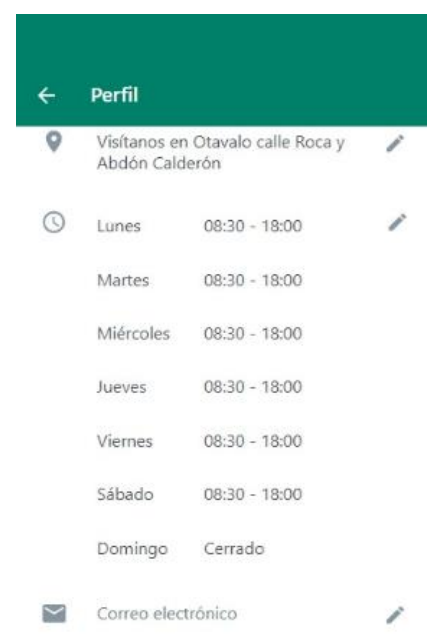 Perfil
Visítanos en Otavalo calle Roca y
Abdón Calderón
Lunes 08:30 - 18:00
Martes 08:30 - 18:00
Miércoles 08:30 - 18:00
Jueves 08:30 - 18:00
Viernes 08:30 - 18:00
Sábado 08:30 - 18:00
Domingo Cerrado
Correo electrónico